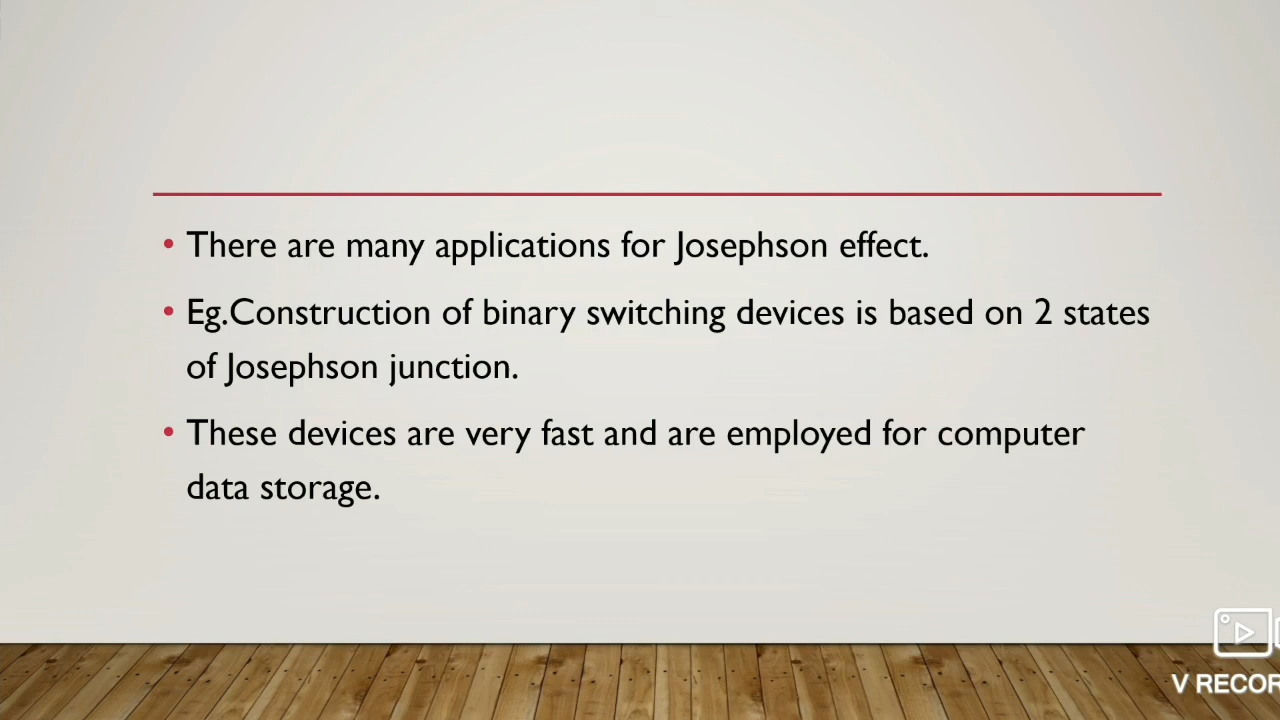 • There are many applications for Josephson effect.
• Eg.Construction of binary switching devices is based on 2 states
of Josephson junction.
• These devices are very fast and are employed for computer
data storage.
V RECOR